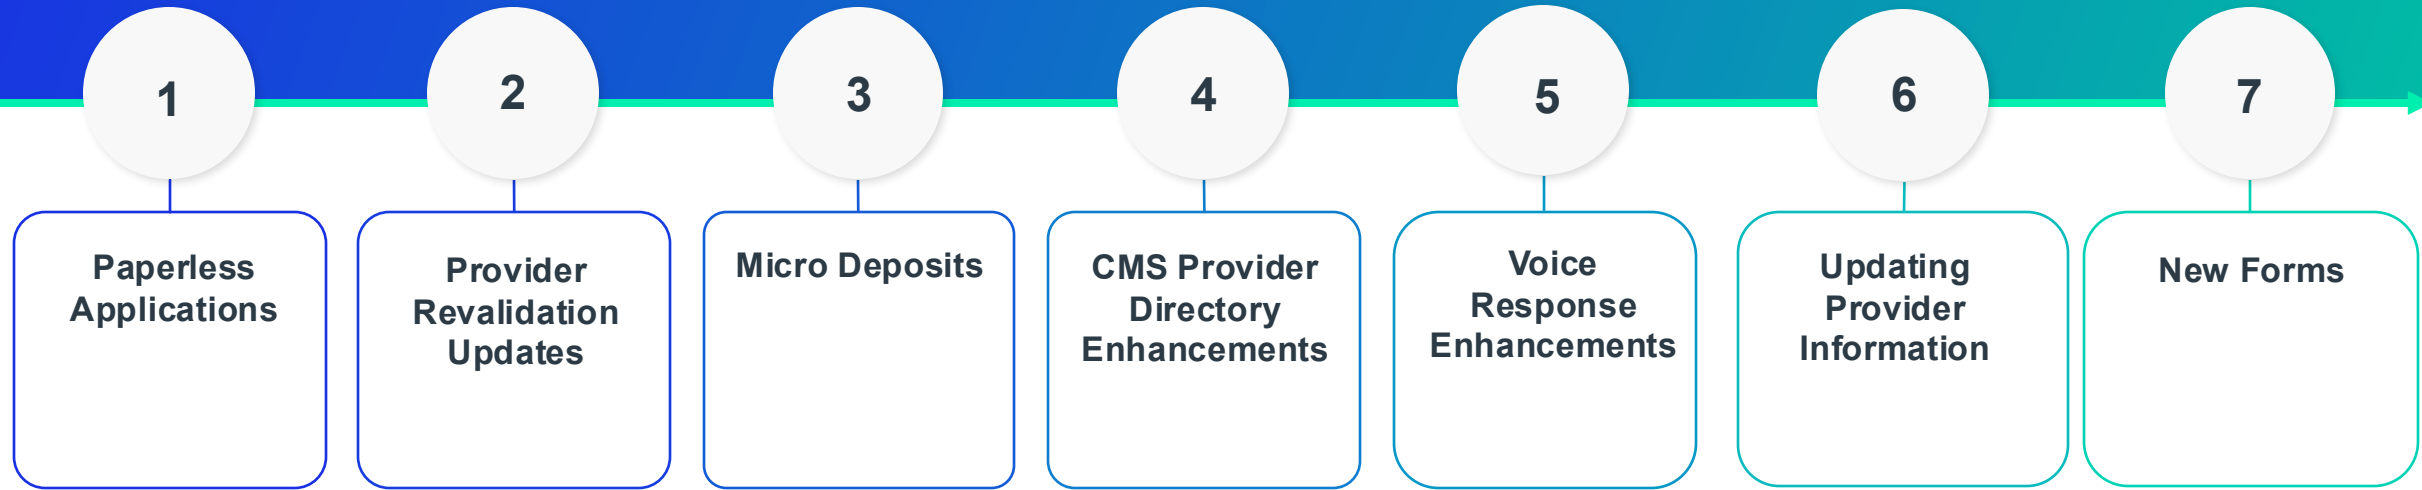 1
Paperless
Applications
2
Provider
Revalidation
Updates
3
Micro Deposits
4
CMS Provider
Directory
Enhancements
5
Voice
Response
Enhancements
6
Updating
Provider
Information
7
New Forms